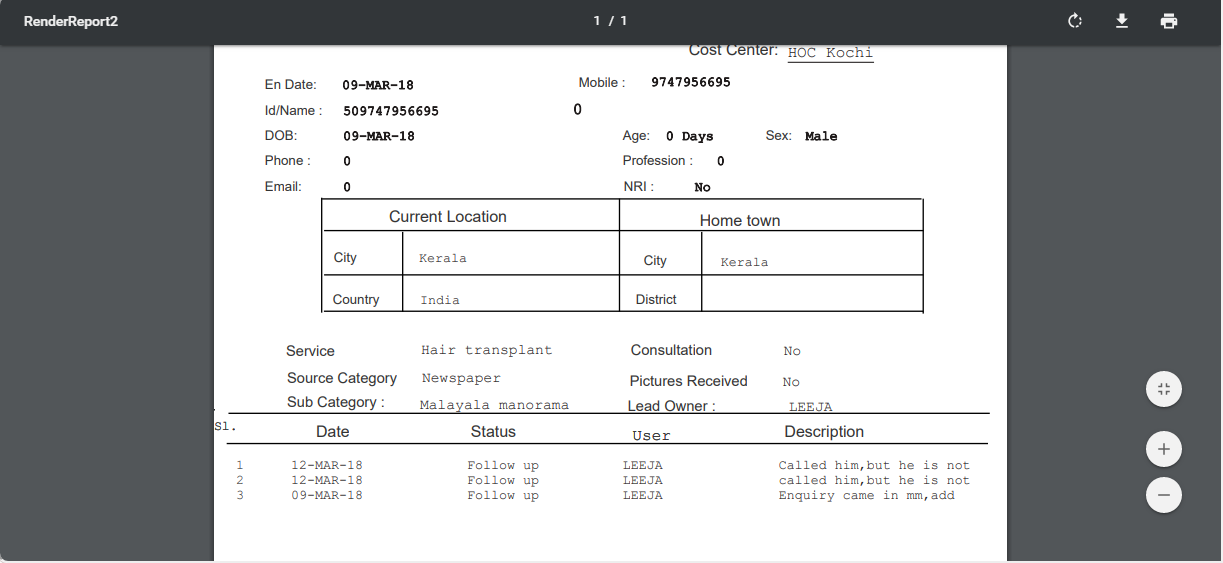 RenderReport2 1 / 1
Cost Center: HOC Kochi
En Date: 09-MAR-18 Mobile : 9747956695
Id/Name : 509747956695 0
DOB: 09-MAR-18 Age: 0 Days Sex: Male
Phone : 0 Profession : 0
Email: 0 NRI : No
Current Location Home town
City Kerala City Kerala
Country India District
Service Hair transplant Consultation No
Source Category Newspaper Pictures Received No
Sub Category : Malayala manorama Lead Owner : LEEJA
Sl. Date Status User Description
1 12-MAR-18 Follow up LEEJA Called him,but he is not
2 12-MAR-18 Follow up LEEJA called him,but he is not
3 09-MAR-18 Follow up LEEJA Enquiry came in mm,add